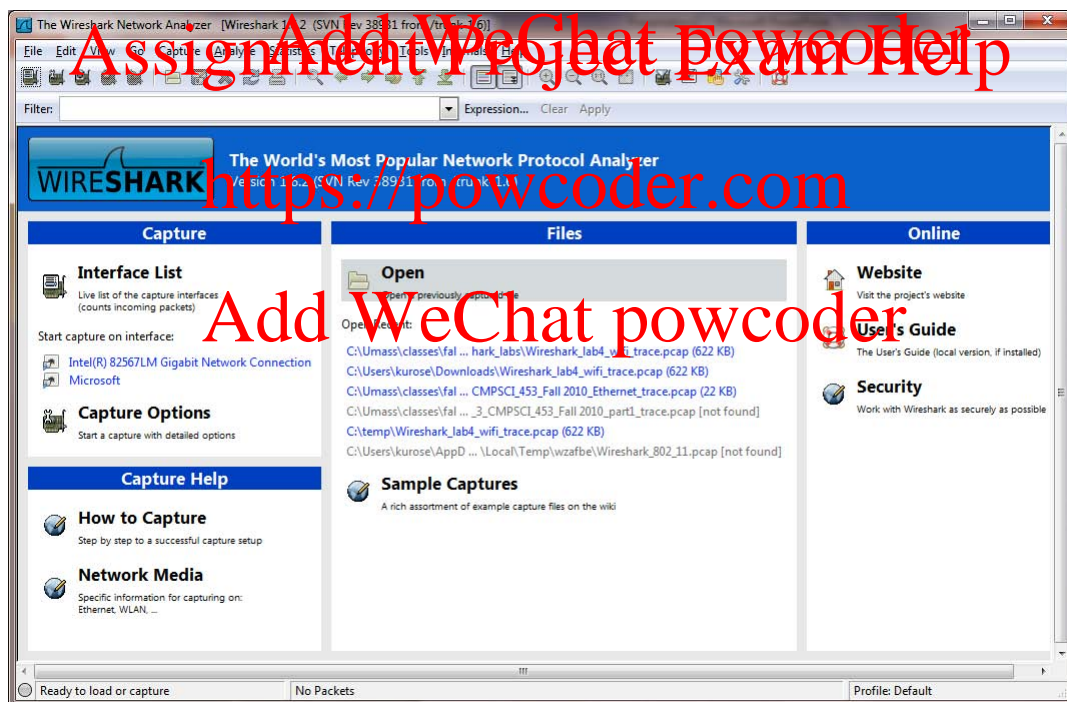 The Wireshark Network Analyzer [Wireshark 1.6.2 (SVN Rev 38931 from /trunk-1.6)]
Add WeChat powcoder
Assignment Project Exam Help
File Edit View Go Capture Analyze Statistics Telephony Tools Internals Help
Filter: Expression... Clear Apply
WIRESHARK
The World's Most Popular Network Protocol Analyzer
Version 1.6.2 (SVN Rev 38931 from /trunk-1.6)
https://powcoder.com
Capture
Interface List
Live list of the capture interfaces
(counts incoming packets)
Start capture on interface:
Intel(R) 82567LM Gigabit Network Connection
Microsoft
Capture Options
Start a capture with detailed options
Capture Help
How to Capture
Step by step to a successful capture setup
Network Media
Specific information for capturing on:
Ethernet, WLAN, ...
Files
Open
Open a previously captured file
Add WeChat powcoder
Open Recent:
C:\Umass\classes\fal ... hark_labs\Wireshark_lab4_wifi_trace.pcap (622 KB)
C:\Users\kurose\Downloads\Wireshark_lab4_wifi_trace.pcap (622 KB)
C:\Umass\classes\fal ... CMPSCI_453_Fall 2010_Ethernet_trace.pcap (22 KB)
C:\Umass\classes\fal ... _3_CMPSCI_453_Fall 2010_part1_trace.pcap [not found]
C:\temp\Wireshark_lab4_wifi_trace.pcap (622 KB)
C:\Users\kurose\AppD ... \Local\Temp\wzafbe\Wireshark_802_11.pcap [not found]
Sample Captures
A rich assortment of example capture files on the wiki
Online
Website
Visit the project's website
User's Guide
The User's Guide (local version, if installed)
Security
Work with Wireshark as securely as possible
Ready to load or capture
No Packets
Profile: Default